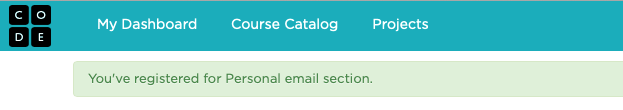 C O
D E
My Dashboard Course Catalog Projects
You've registered for Personal email section.